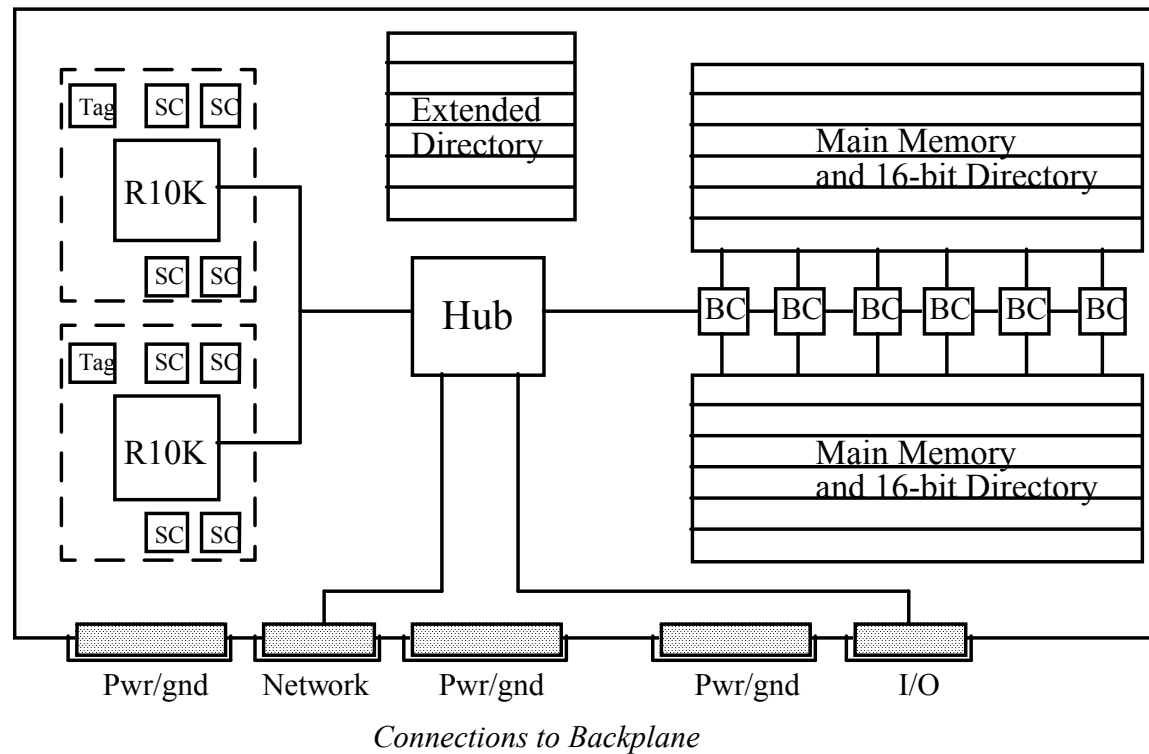 Tag SC SC
R10K
SC SC
Tag SC SC
R10K
SC SC
Extended
Directory
Hub
Main Memory
and 16-bit Directory
BC BC BC BC BC BC
Main Memory
and 16-bit Directory
Pwr/gnd Network Pwr/gnd Pwr/gnd I/O
Connections to Backplane